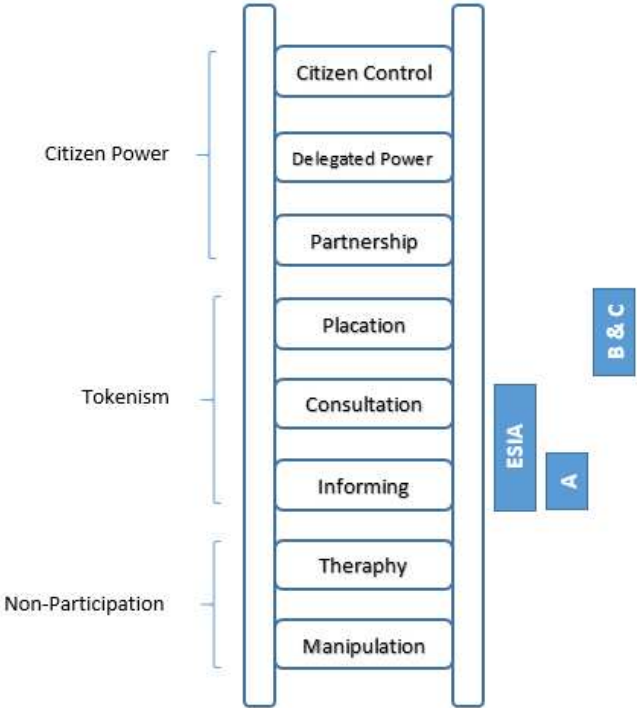 Citizen Control
Citizen Power
Delegated Power
Partnership
Placation
B & C
Tokenism
Consultation
ESIA
Informing
A
Theraphy
Non-Participation
Manipulation